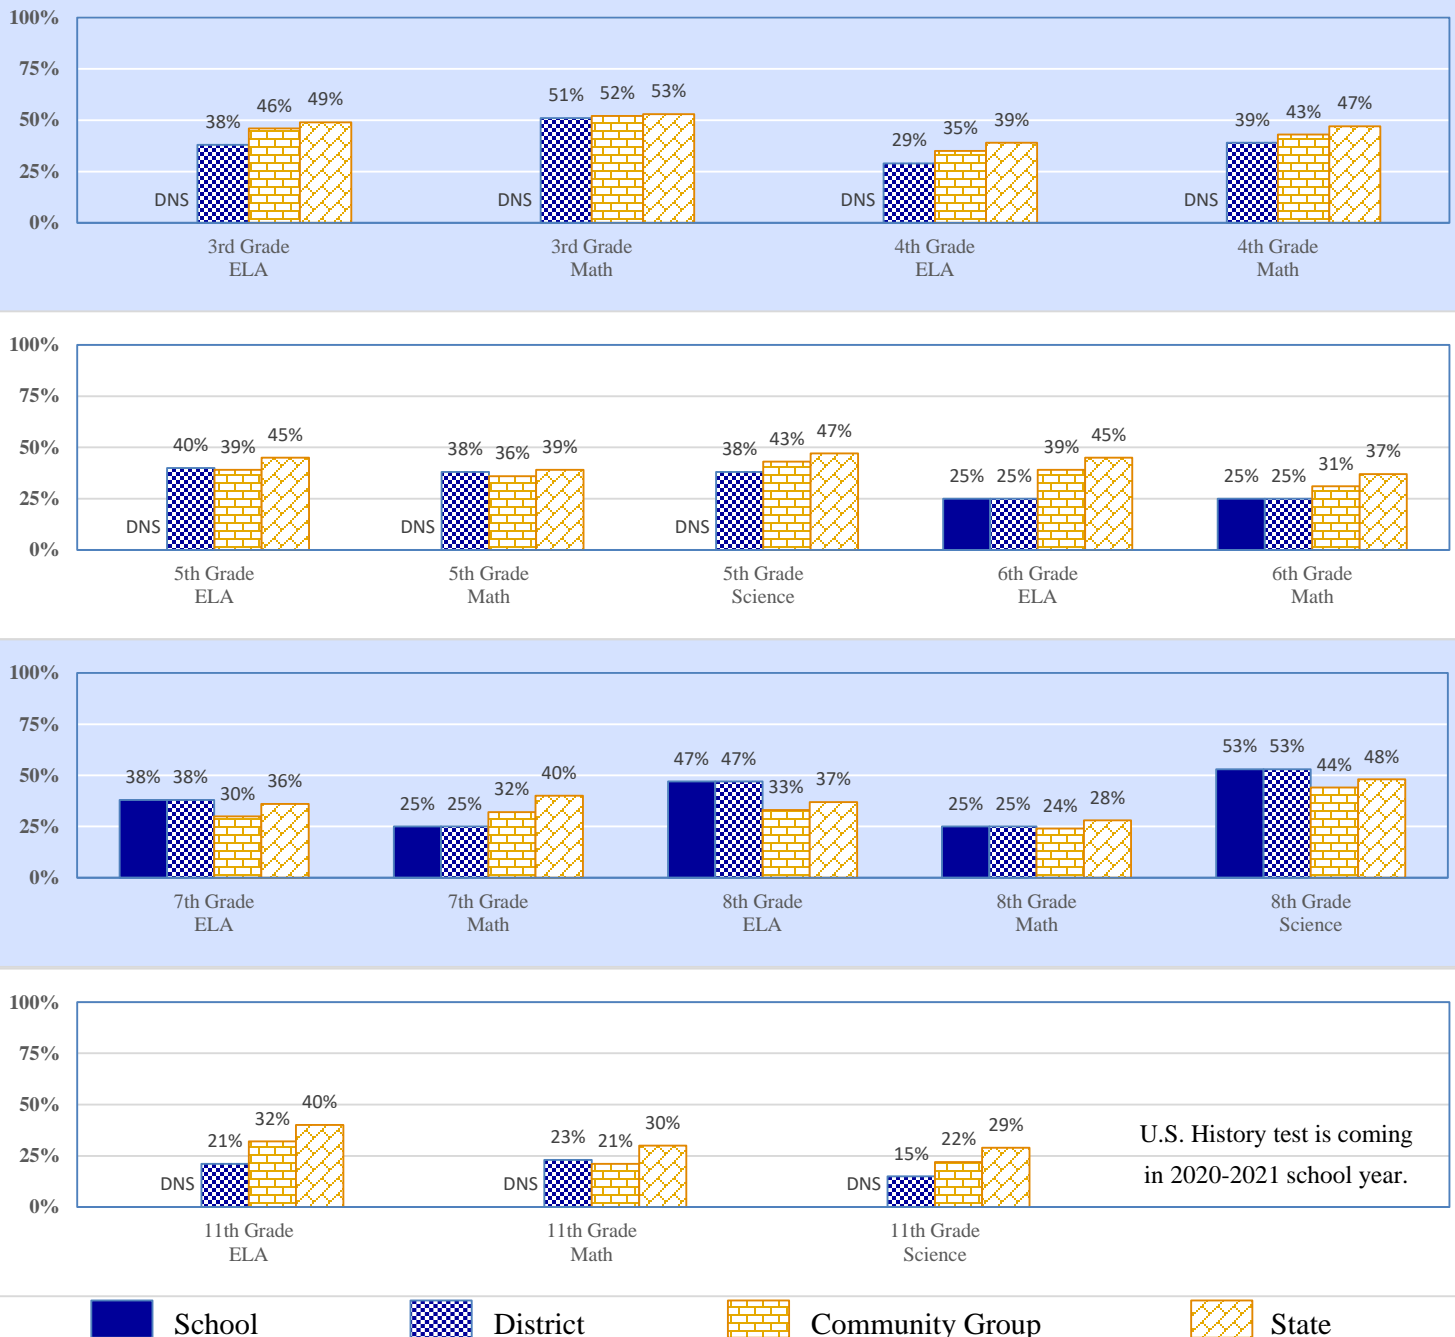 100%
75%
50%
25%
0%
DNS 38% 46% 49%
DNS 51% 52% 53%
DNS 29% 35% 39%
DNS 39% 43% 47%
3rd Grade
ELA
3rd Grade
Math
4th Grade
ELA
4th Grade
Math
100%
75%
50%
25%
0%
DNS 40% 39% 45%
DNS 38% 36% 39%
DNS 38% 43% 47%
25% 25% 39% 45%
25% 25% 31% 37%
5th Grade
ELA
5th Grade
Math
5th Grade
Science
6th Grade
ELA
6th Grade
Math
100%
75%
50%
25%
0%
38% 38% 30% 36%
25% 25% 32% 40%
47% 47% 33% 37%
25% 25% 24% 28%
53% 53% 44% 48%
7th Grade
ELA
7th Grade
Math
8th Grade
ELA
8th Grade
Math
8th Grade
Science
100%
75%
50%
25%
0%
DNS 21% 32% 40%
DNS 23% 21% 30%
DNS 15% 22% 29%
U.S. History test is coming
in 2020-2021 school year.
11th Grade
ELA
11th Grade
Math
11th Grade
Science
School District Community Group State